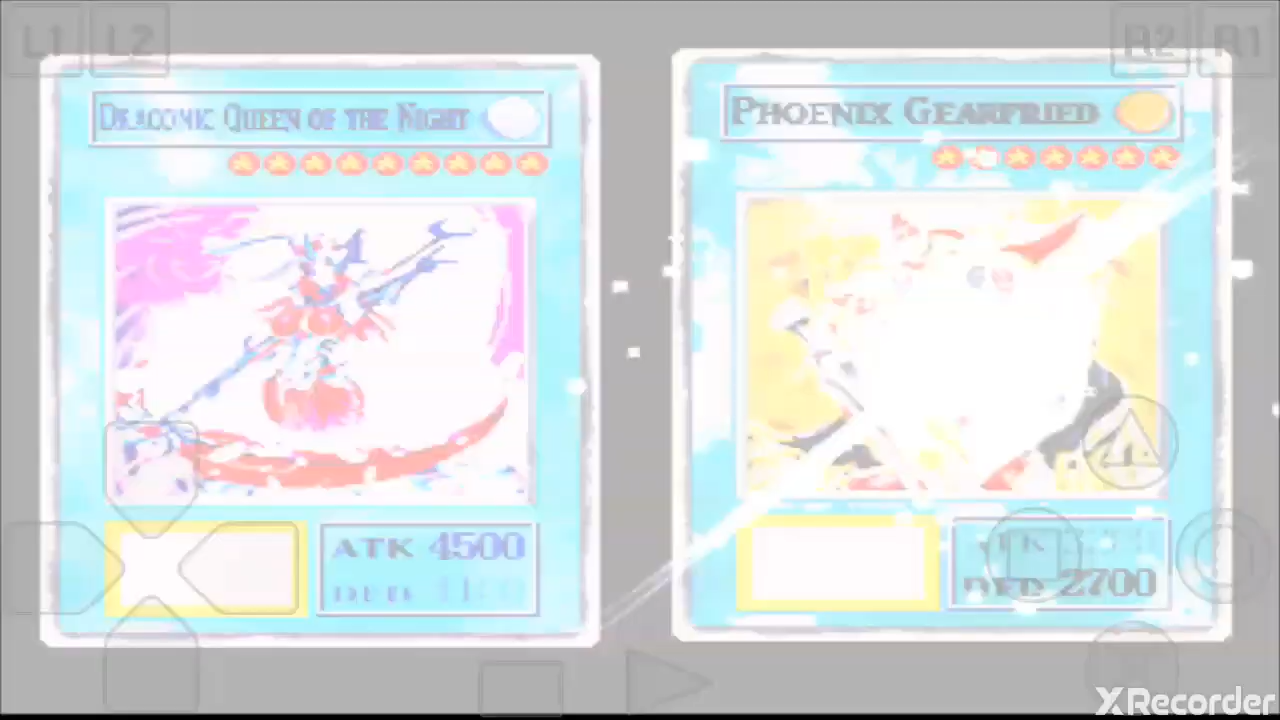 L1 L2 R2 R1
DRACONIC QUEEN OF THE NIGHT
PHOENIX GEARFRIED
ATK 4500
DEF 2700
XRecorder